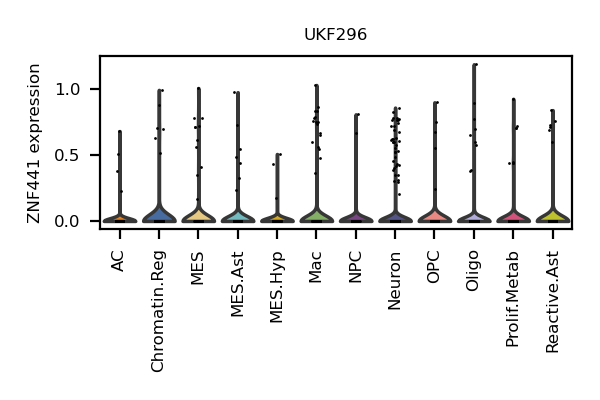 UKF296
ZNF441 expression
1.0
0.5
0.0
AC
Chromatin.Reg
MES
MES.Ast
MES.Hyp
Mac
NPC
Neuron
OPC
Oligo
Prolif.Metab
Reactive.Ast